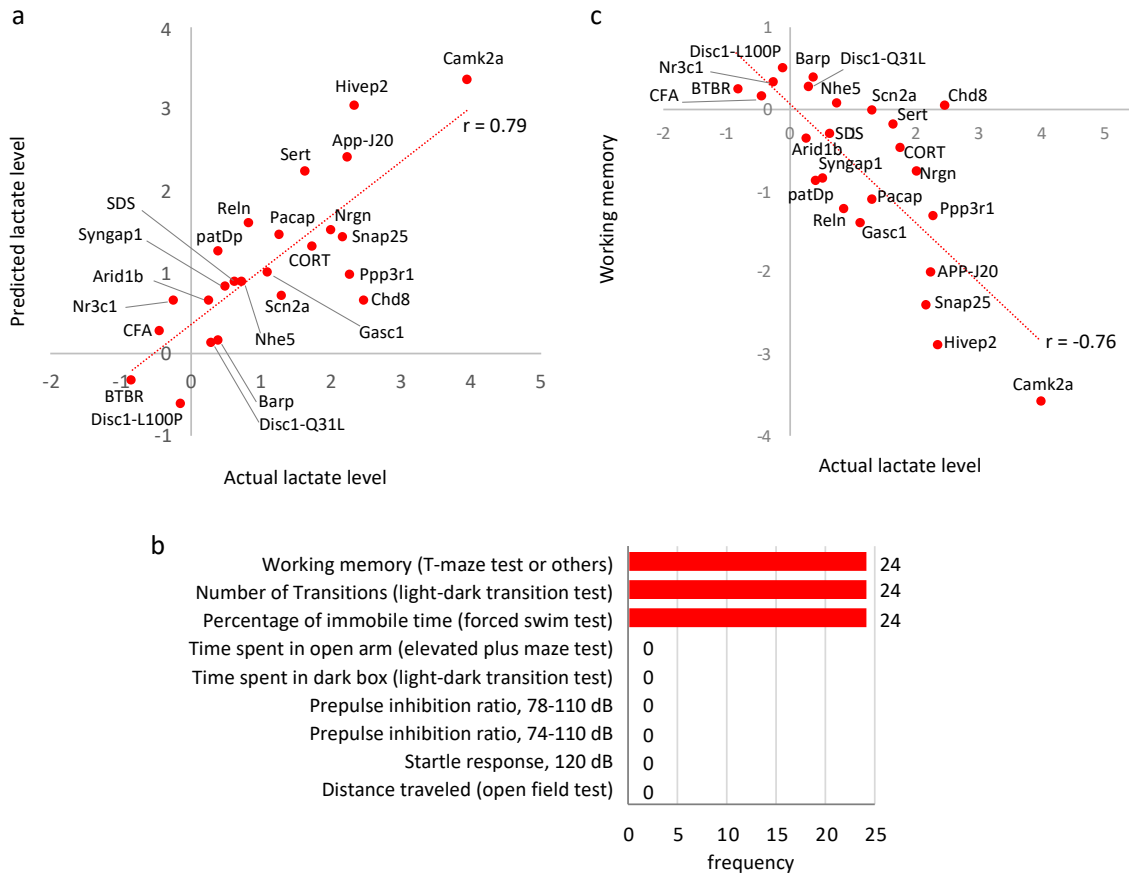 a
Predicted lactate level
4
3
2
1
0
-1
-2
-1
0
1
2
3
4
5
Camk2a
Hivep2
r = 0.79
App-J20
Sert
SDS
Reln
Pacap
Nrgn
Syngap1
patDp
Snap25
CORT
Arid1b
Ppp3r1
Nr3c1
Scn2a
Chd8
CFA
Nhe5
Gasc1
BTBR
Barp
Disc1-L100P
Disc1-Q31L
Actual lactate level
c
Working memory
1
0
-1
-2
-3
-4
-2
-1
0
1
2
3
4
5
Disc1-L100P
Barp
Disc1-Q31L
Nr3c1
BTBR
Nhe5
CFA
Scn2a
Chd8
Sert
SDS
Arid1b
CORT
Syngap1
Nrgn
patDp
Pacap
Reln
Gasc1
Ppp3r1
APP-J20
Snap25
Hivep2
r = -0.76
Camk2a
Actual lactate level
b
Working memory (T-maze test or others)
24
Number of Transitions (light-dark transition test)
24
Percentage of immobile time (forced swim test)
24
Time spent in open arm (elevated plus maze test)
0
Time spent in dark box (light-dark transition test)
0
Prepulse inhibition ratio, 78-110 dB
0
Prepulse inhibition ratio, 74-110 dB
0
Startle response, 120 dB
0
Distance traveled (open field test)
0
0 5 10 15 20 25
frequency